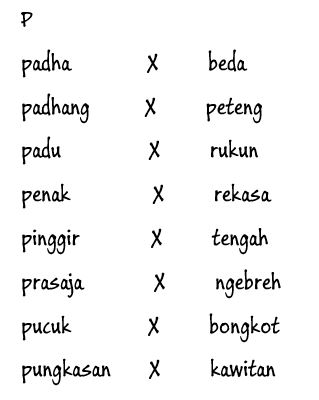 P
padha X beda
padhang X peteng
padu X rukun
penak X rekasa
pinggir X tengah
prasaja X ngebreh
pucuk X bongkot
pungkasan X kawitan